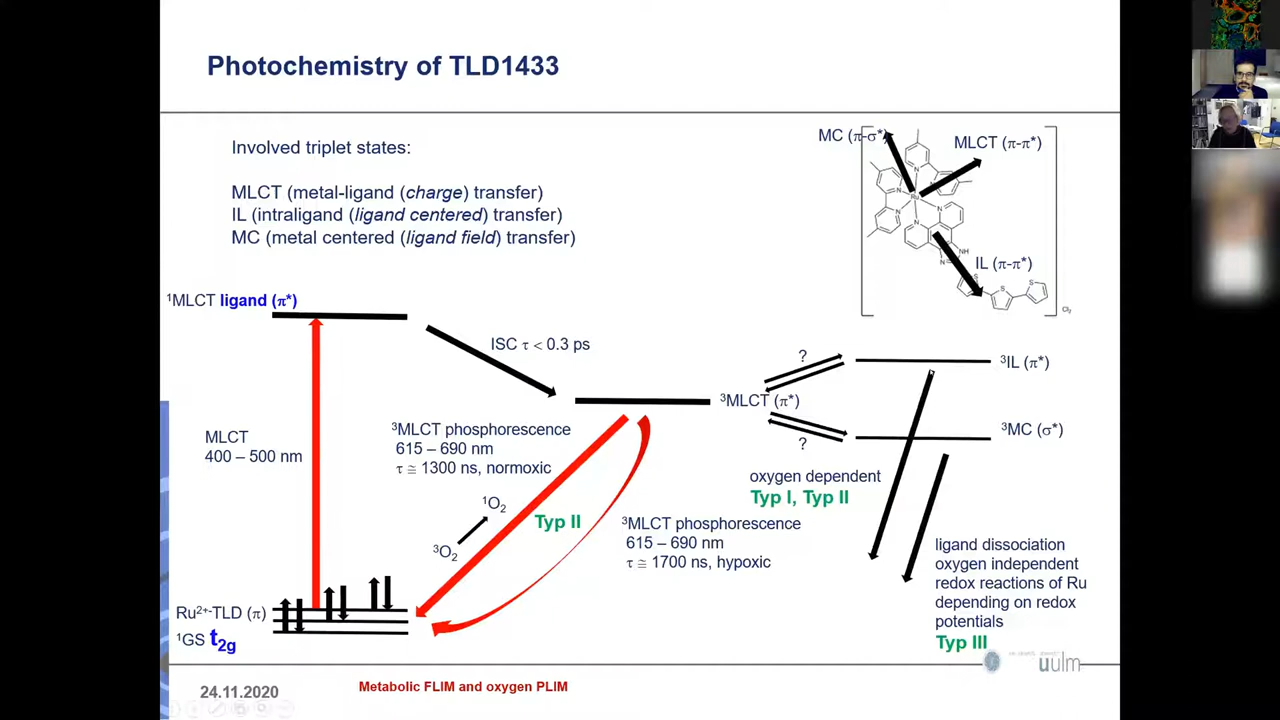 Photochemistry of TLD1433
Involved triplet states:
MLCT (metal-ligand (charge) transfer)
IL (intraligand (ligand centered) transfer)
MC (metal centered (ligand field) transfer)
MC (π-σ*)
MLCT (π-π*)
Ru
N
N
N
N
N
N
NH
N
IL (π-π*)
S
S
S
Cl₂
¹MLCT ligand (π*)
ISC τ < 0.3 ps
?
³IL (π*)
³MLCT (π*)
³MC (σ*)
?
MLCT
400 – 500 nm
³MLCT phosphorescence
615 – 690 nm
τ ≅ 1300 ns, normoxic
oxygen dependent
Typ I, Typ II
¹O₂
Typ II
³O₂
³MLCT phosphorescence
615 – 690 nm
τ ≅ 1700 ns, hypoxic
ligand dissociation
oxygen independent
redox reactions of Ru
depending on redox
potentials
Typ III
Ru²⁺-TLD (π)
¹GS t₂g
uulm
24.11.2020
Metabolic FLIM and oxygen PLIM